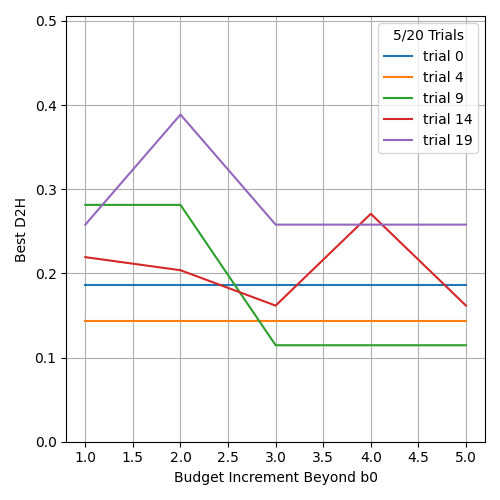 5/20 Trials
trial 0
trial 4
trial 9
trial 14
trial 19
Best D2H
0.5
0.4
0.3
0.2
0.1
0.0
1.0 1.5 2.0 2.5 3.0 3.5 4.0 4.5 5.0
Budget Increment Beyond b0